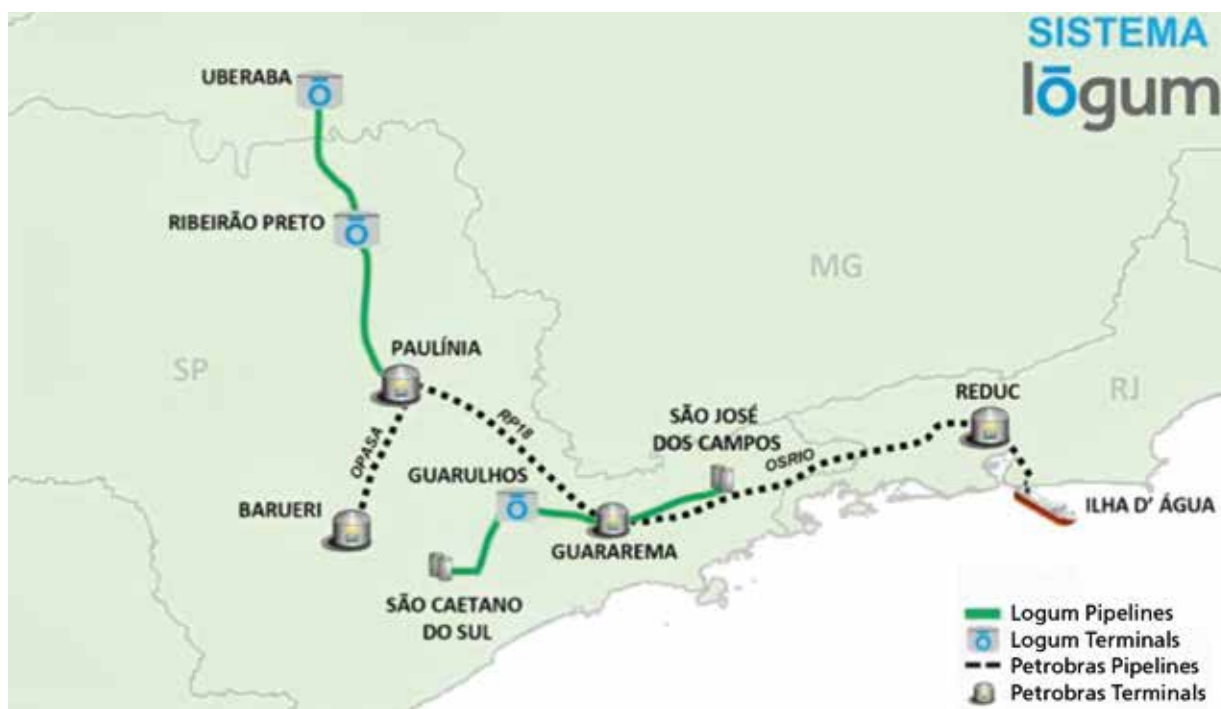 SISTEMA
lōgum
UBERABA
RIBEIRÃO PRETO
MG
PAULÍNIA
SP
RJ
REDUC
SÃO JOSÉ
DOS CAMPOS
RP18
OPASA
OSRIO
GUARULHOS
BARUERI
ILHA D' ÁGUA
GUARAREMA
SÃO CAETANO
DO SUL
Logum Pipelines
Logum Terminals
Petrobras Pipelines
Petrobras Terminals